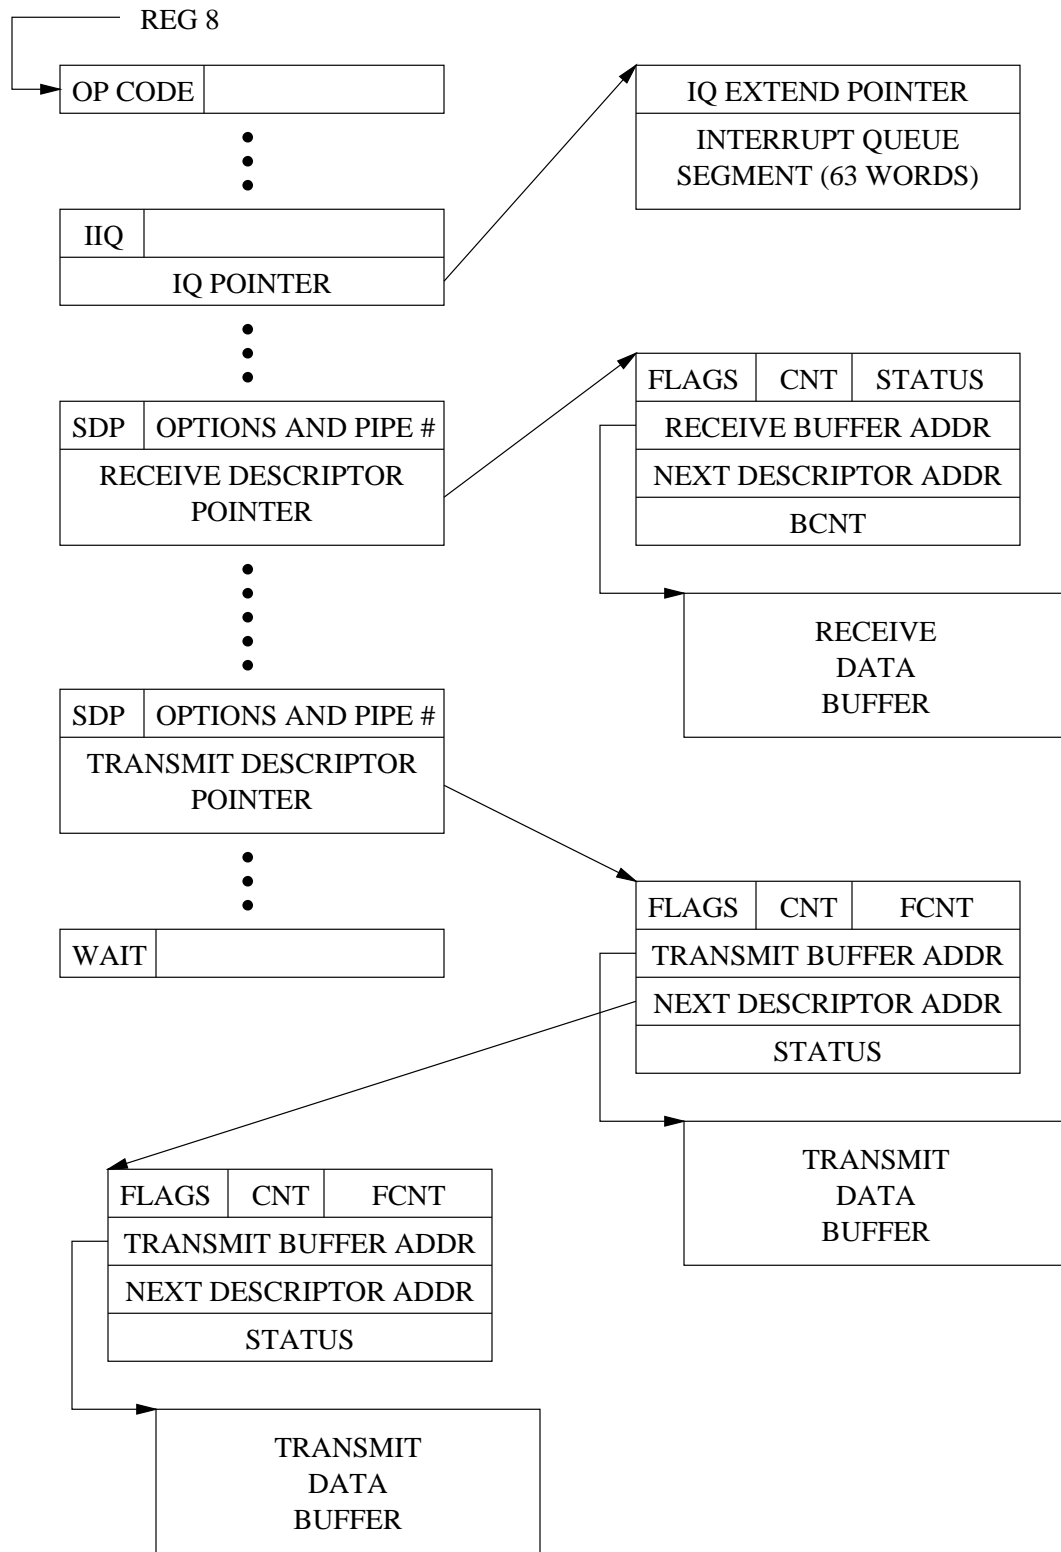 REG 8
OP CODE
IIQ
IQ POINTER
SDP OPTIONS AND PIPE #
RECEIVE DESCRIPTOR
POINTER
SDP OPTIONS AND PIPE #
TRANSMIT DESCRIPTOR
POINTER
WAIT
IQ EXTEND POINTER
INTERRUPT QUEUE
SEGMENT (63 WORDS)
FLAGS CNT STATUS
RECEIVE BUFFER ADDR
NEXT DESCRIPTOR ADDR
BCNT
RECEIVE
DATA
BUFFER
FLAGS CNT FCNT
TRANSMIT BUFFER ADDR
NEXT DESCRIPTOR ADDR
STATUS
TRANSMIT
DATA
BUFFER
FLAGS CNT FCNT
TRANSMIT BUFFER ADDR
NEXT DESCRIPTOR ADDR
STATUS
TRANSMIT
DATA
BUFFER